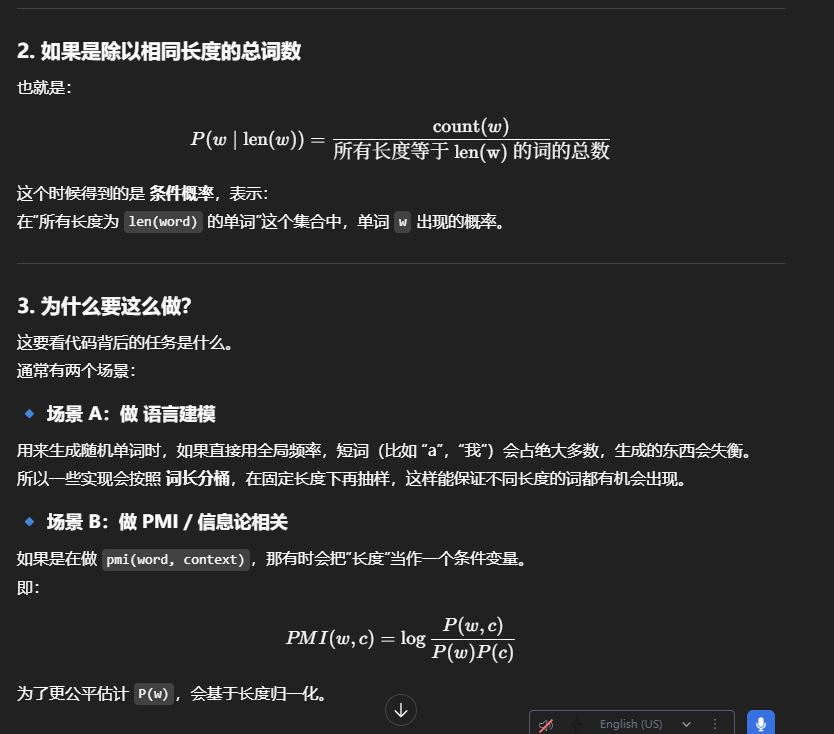 2. 如果是除以相同长度的总词数
也就是：
P(w | len(w)) = count(w) / 所有长度等于 len(w) 的词的总数
这个时候得到的是 条件概率，表示：
在“所有长度为 len(word) 的单词”这个集合中，单词 w 出现的概率。
3. 为什么要这么做？
这要看代码背后的任务是什么。
通常有两个场景：
🔹 场景 A：做 语言建模
用来生成随机单词时，如果直接用全局频率，短词（比如 “a”，“我”）会占绝大多数，生成的东西会失衡。
所以一些实现会按照 词长分桶，在固定长度下再抽样，这样能保证不同长度的词都有机会出现。
🔹 场景 B：做 PMI / 信息论相关
如果是在做 pmi(word, context)，那有时会把“长度”当作一个条件变量。
即：
PMI(w, c) = log P(w, c) / P(w)P(c)
为了更公平估计 P(w)，会基于长度归一化。
English (US)